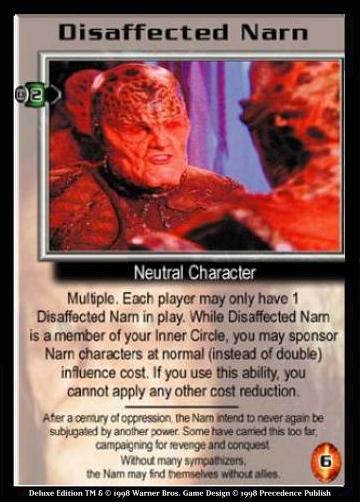 Disaffected Narn
2
Neutral Character
Multiple. Each player may only have 1
Disaffected Narn in play. While Disaffected Narn
is a member of your Inner Circle, you may sponsor
Narn characters at normal (instead of double)
influence cost. If you use this ability, you
cannot apply any other cost reduction.
After a century of oppression, the Narn intend to never again be
subjugated by another power. Some have carried this too far,
campaigning for revenge and conquest.
Without many sympathizers,
the Narn may find themselves without allies.
6
Deluxe Edition TM & © 1998 Warner Bros. Game Design © 1998 Precedence Publish